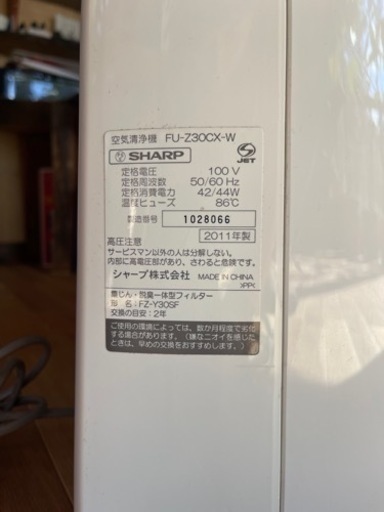 空気清浄機 FU-Z30CX-W
SHARP
JET
定格電圧 100 V
定格周波数 50/60 Hz
定格消費電力 42/44W
温度ヒューズ 86℃
製造番号 1028066
2011年製
高圧注意
サービスマン以外の人は分解しない。
内部に高電圧部があり、さわると危険です。
シャープ株式会社 MADE IN CHINA
>PP<
集じん・脱臭一体型フィルター
形 名:FZ-Y30SF
交換の目安:2年
ご使用の環境によっては、数か月程度で劣化
する場合があります。(嫌なニオイを感じた
ときは、早めの交換をおすすめします)